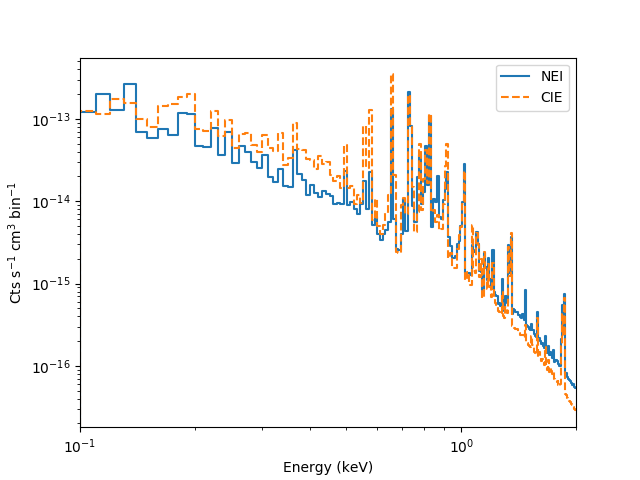 NEI
CIE
10⁻¹³
10⁻¹⁴
10⁻¹⁵
10⁻¹⁶
Cts s⁻¹ cm³ bin⁻¹
10⁻¹ 10⁰
Energy (keV)